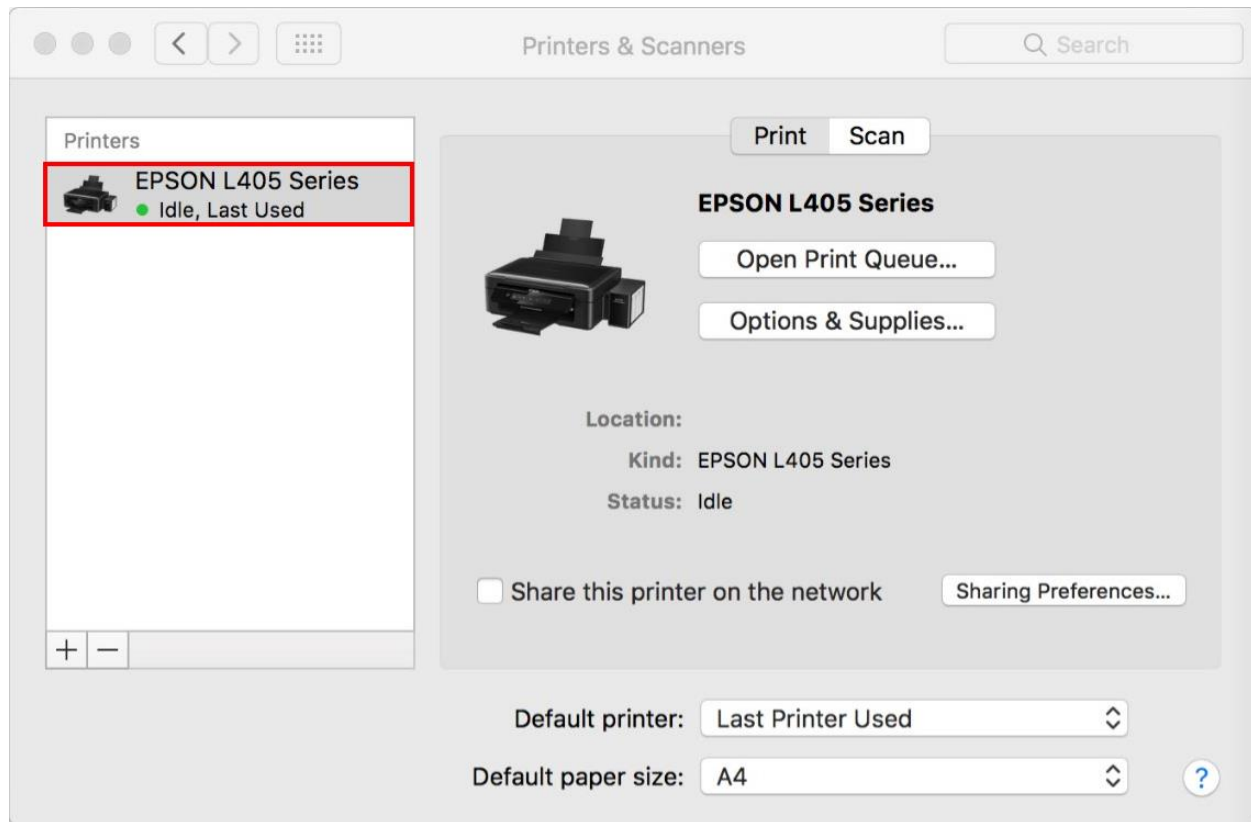 Printers & Scanners
Search
Printers
EPSON L405 Series
Idle, Last Used
+ −
Print Scan
EPSON L405 Series
Open Print Queue...
Options & Supplies...
Location:
Kind: EPSON L405 Series
Status: Idle
Share this printer on the network Sharing Preferences...
Default printer: Last Printer Used
Default paper size: A4
?